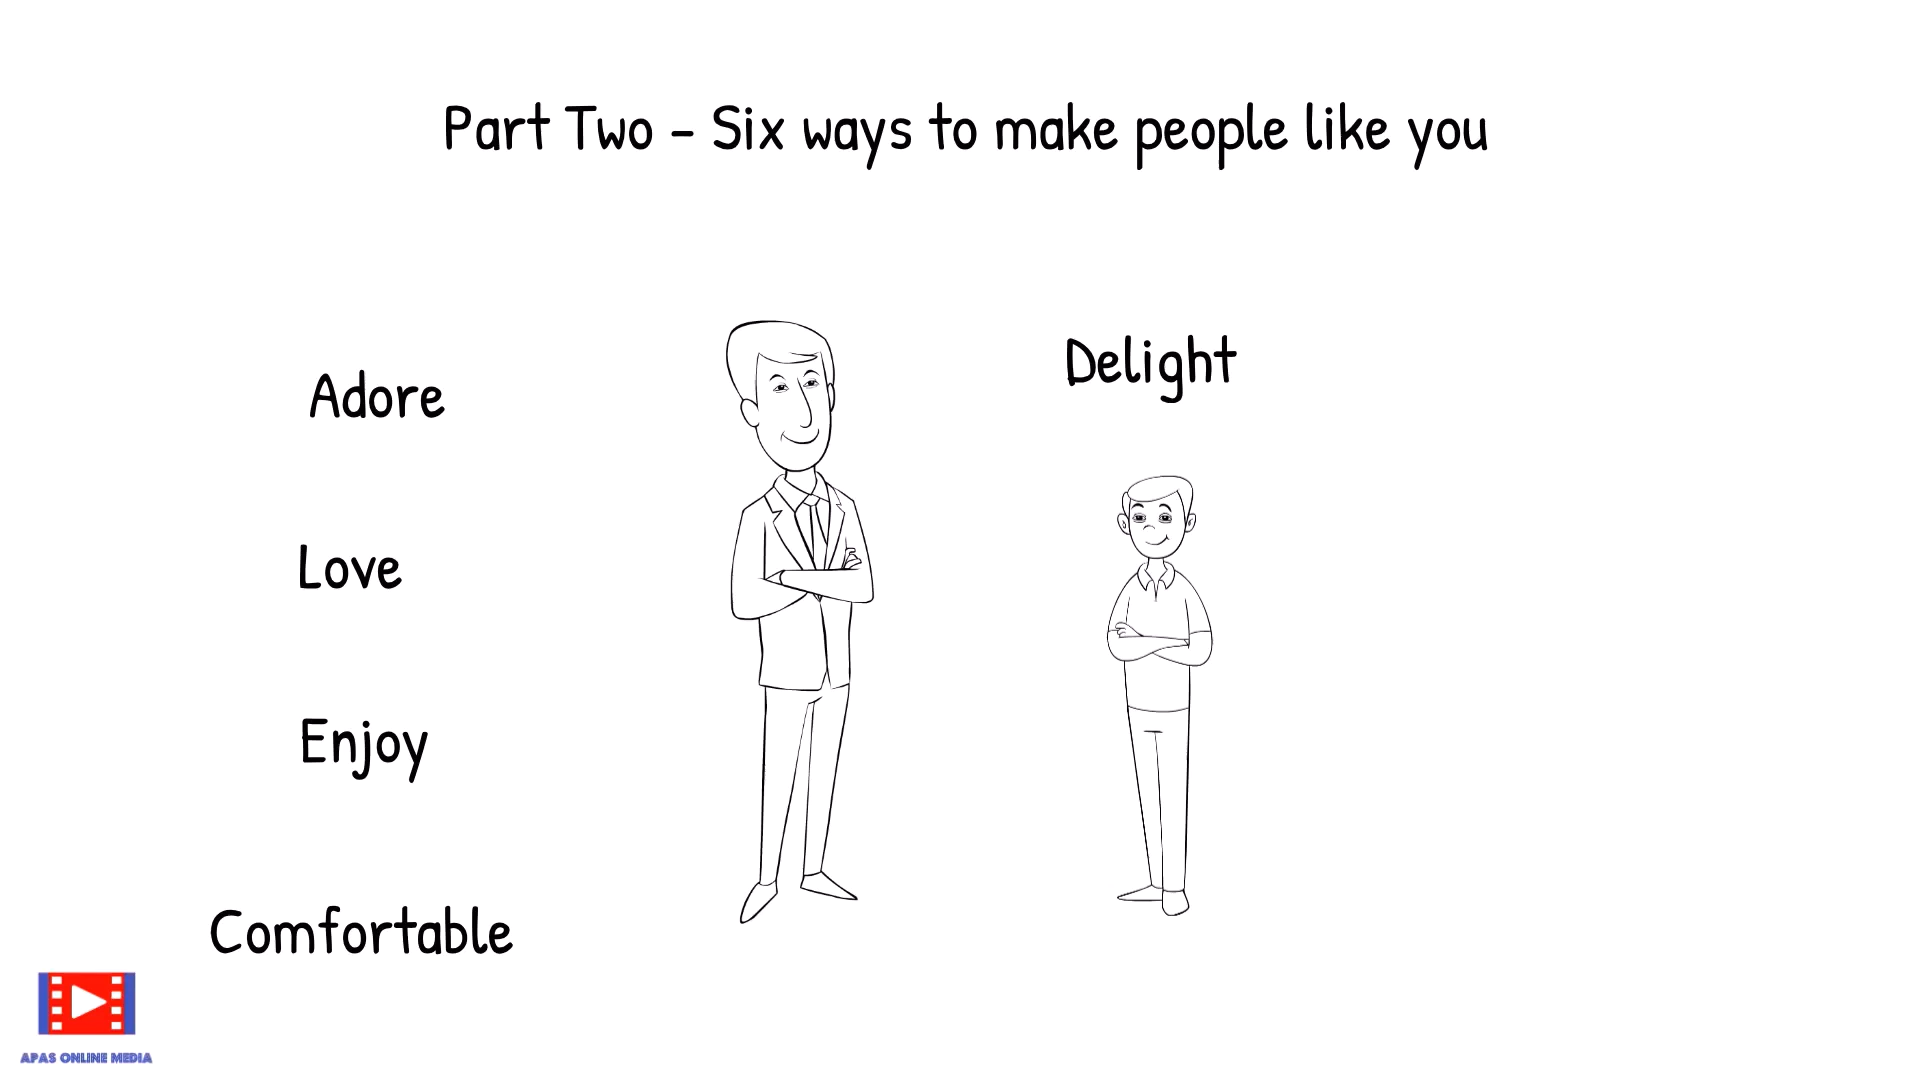 Part Two - Six ways to make people like you
Delight
Adore
Love
Enjoy
Comfortable
APAS ONLINE MEDIA